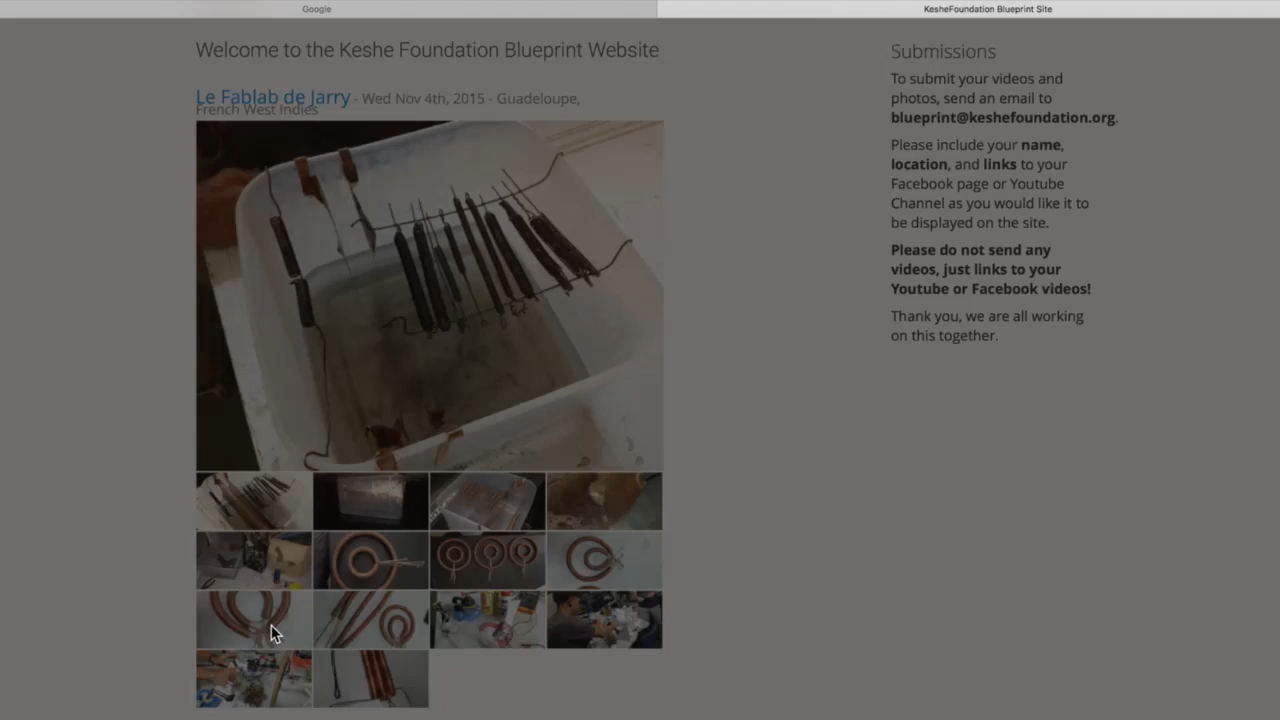 Google
KesheFoundation Blueprint Site
Welcome to the Keshe Foundation Blueprint Website
Le Fablab de Jarry - Wed Nov 4th, 2015 - Guadeloupe,
French West Indies
Submissions
To submit your videos and
photos, send an email to
blueprint@keshefoundation.org.
Please include your name,
location, and links to your
Facebook page or Youtube
Channel as you would like it to
be displayed on the site.
Please do not send any
videos, just links to your
Youtube or Facebook videos!
Thank you, we are all working
on this together.